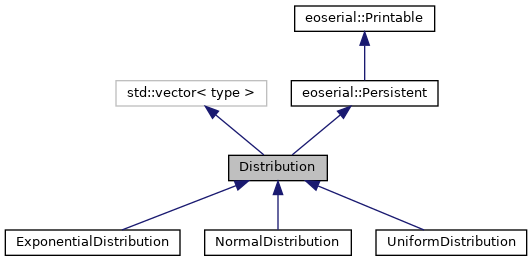 eoserial::Printable
std::vector< type >
eoserial::Persistent
Distribution
ExponentialDistribution
NormalDistribution
UniformDistribution